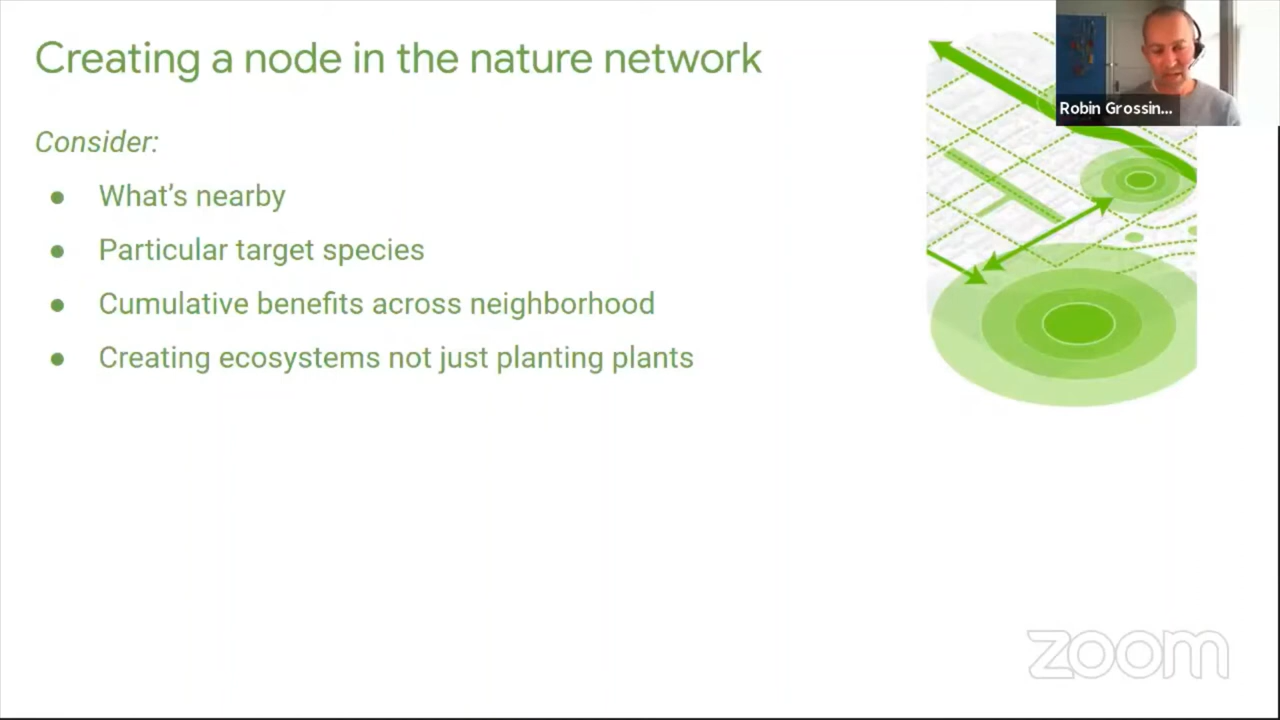 Creating a node in the nature network
Consider:
● What's nearby
● Particular target species
● Cumulative benefits across neighborhood
● Creating ecosystems not just planting plants
Robin Grossin...
zoom